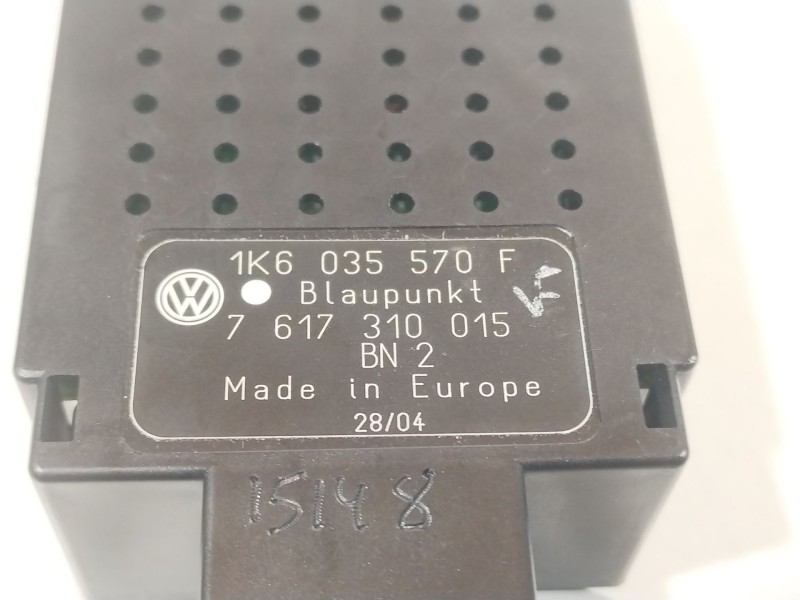 1K6 035 570 F
Blaupunkt
7 617 310 015
BN 2
Made in Europe
28/04
15148